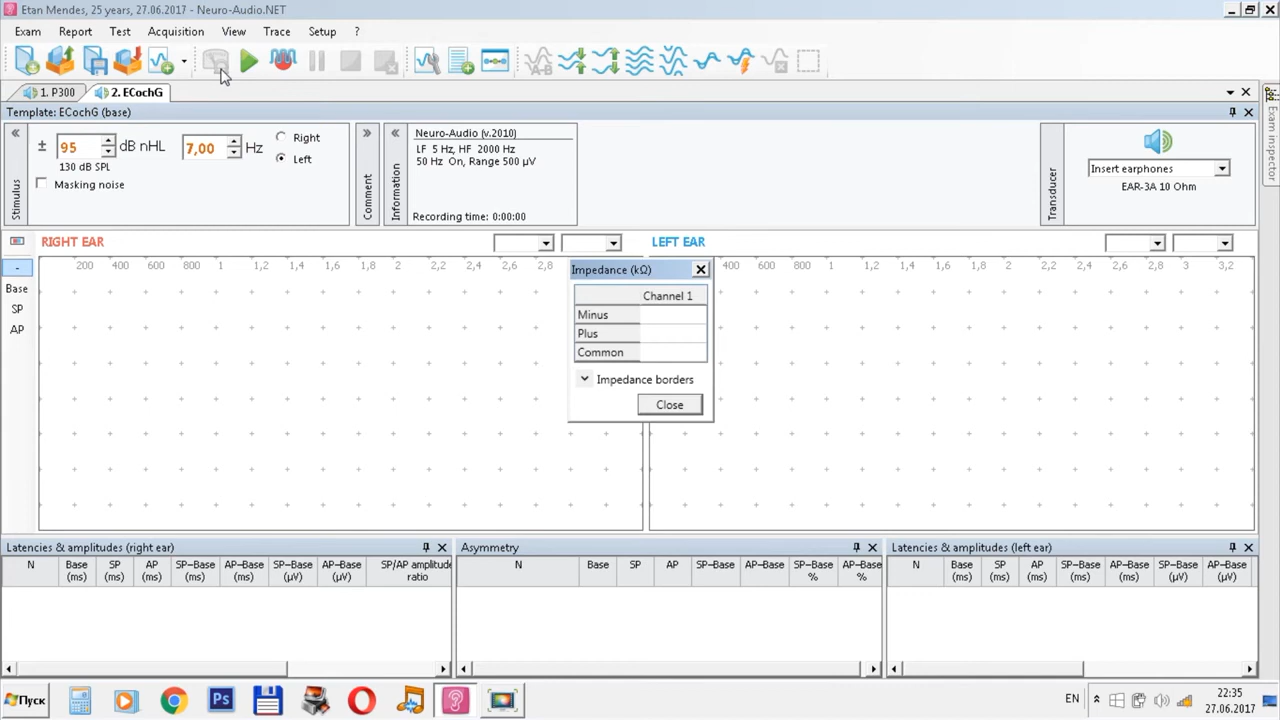 Etan Mendes, 25 years, 27.06.2017 - Neuro-Audio.NET
Exam Report Test Acquisition View Trace Setup ?
A-B
1. P300 2. ECochG
Template: ECochG (base)
± 95 dB nHL 7,00 Hz Right
Left
130 dB SPL
Masking noise
Stimulus
Comment
Information
Neuro-Audio (v.2010)
LF 5 Hz, HF 2000 Hz
50 Hz On, Range 500 µV
Recording time: 0:00:00
Transducer
Insert earphones
EAR-3A 10 Ohm
Exam inspector
RIGHT EAR LEFT EAR
-
Base
SP
AP
200 400 600 800 1 1,2 1,4 1,6 1,8 2 2,2 2,4 2,6 2,8
400 600 800 1 1,2 1,4 1,6 1,8 2 2,2 2,4 2,6 2,8 3 3,2
Impedance (kΩ)
Channel 1
Minus
Plus
Common
Impedance borders
Close
Latencies & amplitudes (right ear) Asymmetry Latencies & amplitudes (left ear)
N Base (ms) SP (ms) AP (ms) SP-Base (ms) AP-Base (ms) SP-Base (µV) AP-Base (µV) SP/AP amplitude ratio
N Base SP AP SP-Base AP-Base SP-Base % AP-Base %
N Base (ms) SP (ms) AP (ms) SP-Base (ms) AP-Base (ms) SP-Base (µV) AP-Base (µV)
Пуск Ps EN 22:35
27.06.2017